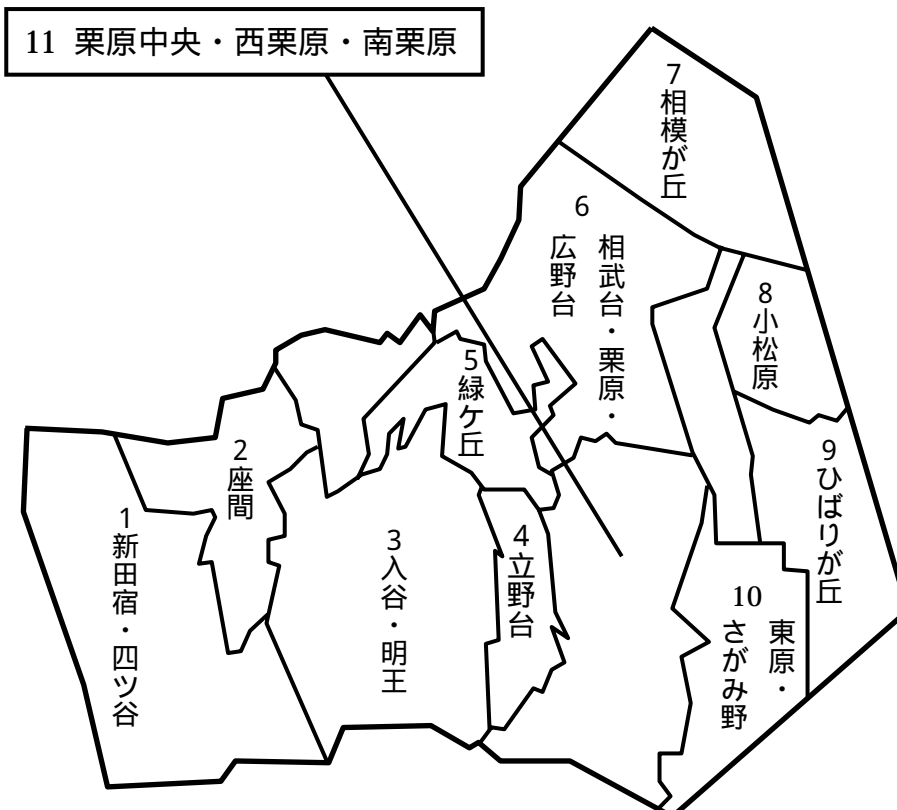 11 栗原中央・西栗原・南栗原
7相模が丘
6
相武台・栗原・
広野台
8小松原
5緑ケ丘
9ひばりが丘
2座間
1新田宿・四ツ谷
3入谷・明王
4立野台
10
東原・
さがみ野